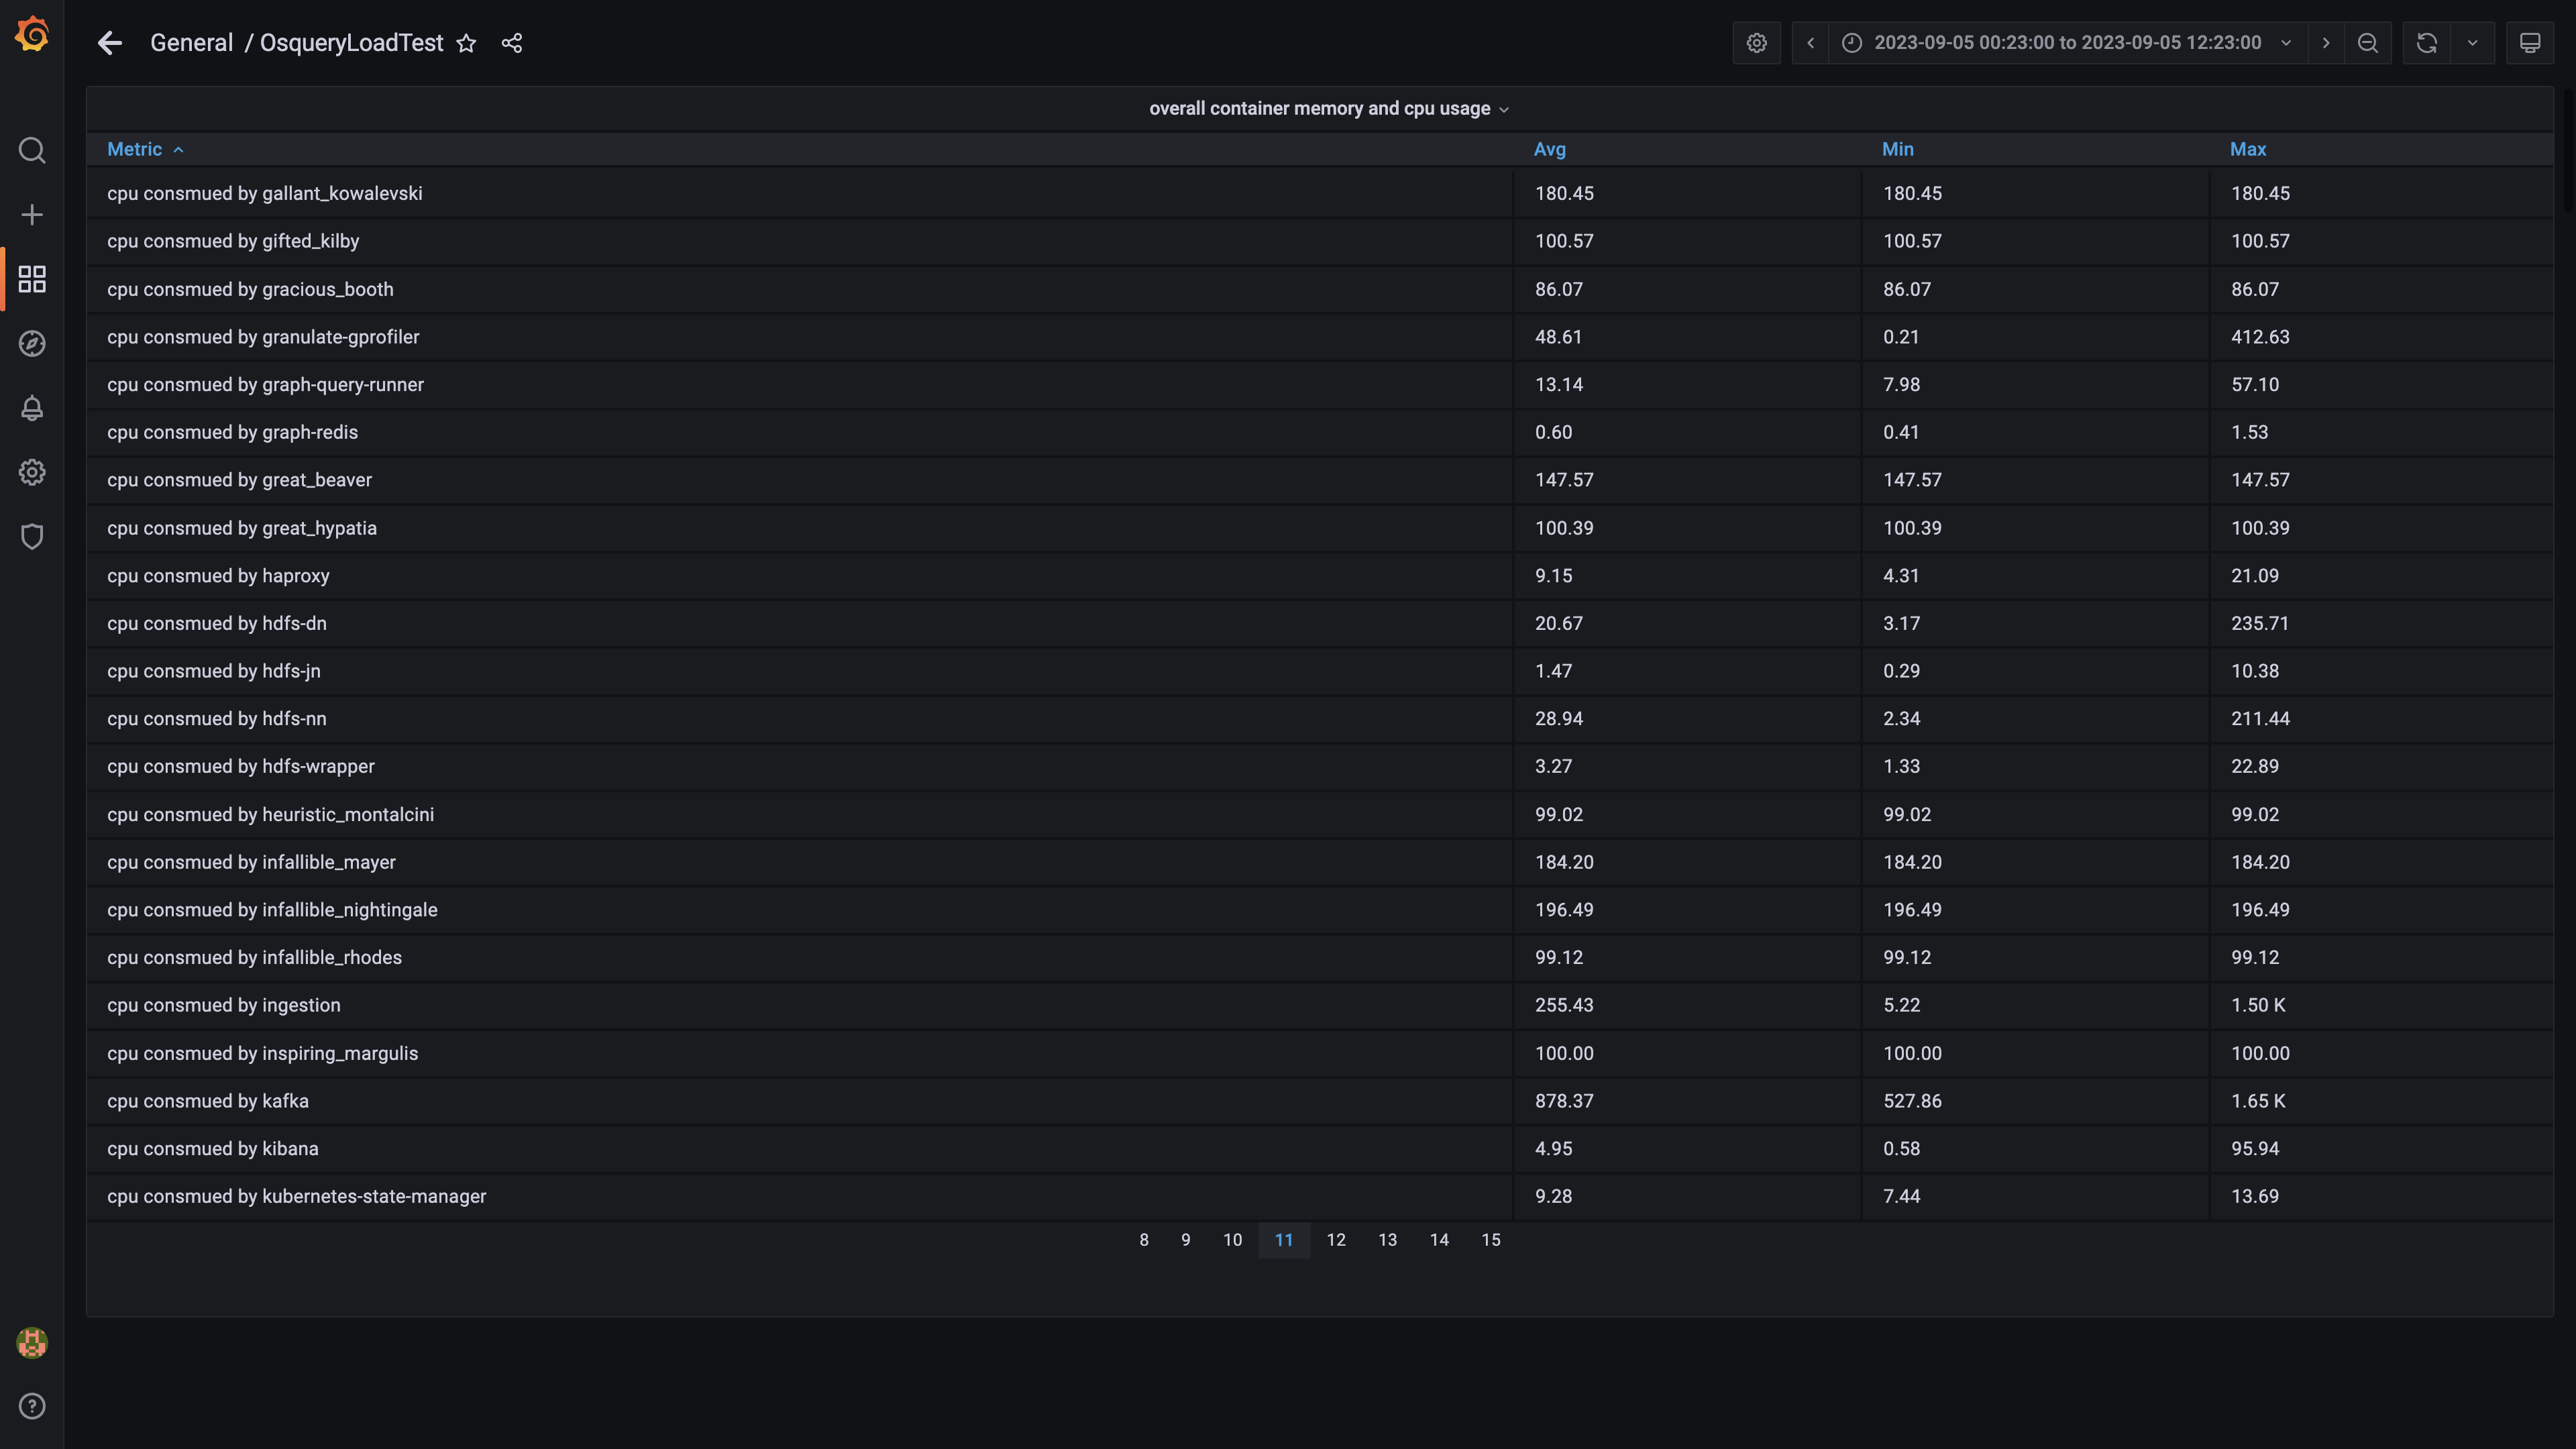 General / OsqueryLoadTest
2023-09-05 00:23:00 to 2023-09-05 12:23:00
overall container memory and cpu usage
Metric Avg Min Max
cpu consmued by gallant_kowalevski 180.45 180.45 180.45
cpu consmued by gifted_kilby 100.57 100.57 100.57
cpu consmued by gracious_booth 86.07 86.07 86.07
cpu consmued by granulate-gprofiler 48.61 0.21 412.63
cpu consmued by graph-query-runner 13.14 7.98 57.10
cpu consmued by graph-redis 0.60 0.41 1.53
cpu consmued by great_beaver 147.57 147.57 147.57
cpu consmued by great_hypatia 100.39 100.39 100.39
cpu consmued by haproxy 9.15 4.31 21.09
cpu consmued by hdfs-dn 20.67 3.17 235.71
cpu consmued by hdfs-jn 1.47 0.29 10.38
cpu consmued by hdfs-nn 28.94 2.34 211.44
cpu consmued by hdfs-wrapper 3.27 1.33 22.89
cpu consmued by heuristic_montalcini 99.02 99.02 99.02
cpu consmued by infallible_mayer 184.20 184.20 184.20
cpu consmued by infallible_nightingale 196.49 196.49 196.49
cpu consmued by infallible_rhodes 99.12 99.12 99.12
cpu consmued by ingestion 255.43 5.22 1.50 K
cpu consmued by inspiring_margulis 100.00 100.00 100.00
cpu consmued by kafka 878.37 527.86 1.65 K
cpu consmued by kibana 4.95 0.58 95.94
cpu consmued by kubernetes-state-manager 9.28 7.44 13.69
8 9 10 11 12 13 14 15